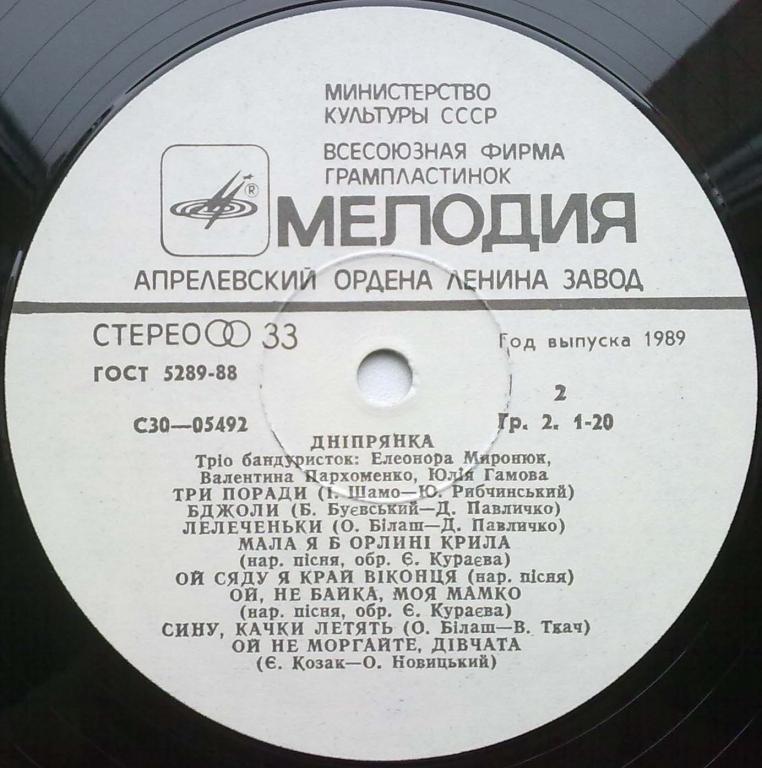 МИНИСТЕРСТВО
КУЛЬТУРЫ СССР
ВСЕСОЮЗНАЯ ФИРМА
ГРАМПЛАСТИНОК
®
МЕЛОДИЯ
АПРЕЛЕВСКИЙ ОРДЕНА ЛЕНИНА ЗАВОД
СТЕРЕО 33
Год выпуска 1989
ГОСТ 5289-88
2
С30—05492
Гр. 2. 1-20
ДНІПРЯНКА
Тріо бандуристок: Елеонора Миронюк,
Валентина Пархоменко, Юлія Гамова
ТРИ ПОРАДИ (І. Шамо—Ю. Рябчинський)
БДЖОЛИ (Б. Буєвський—Д. Павличко)
ЛЕЛЕЧЕНЬКИ (О. Білаш—Д. Павличко)
МАЛА Я Б ОРЛИНІ КРИЛА
(нар. пісня, обр. Є. Кураєва)
ОЙ СЯДУ Я КРАЙ ВІКОНЦЯ (нар. пісня)
ОЙ, НЕ БАЙКА, МОЯ МАМКО
(нар. пісня, обр. Є. Кураєва)
СИНУ, КАЧКИ ЛЕТЯТЬ (О. Білаш—В. Ткач)
ОЙ НЕ МОРГАЙТЕ, ДІВЧАТА
(Є. Козак—О. Новицький)